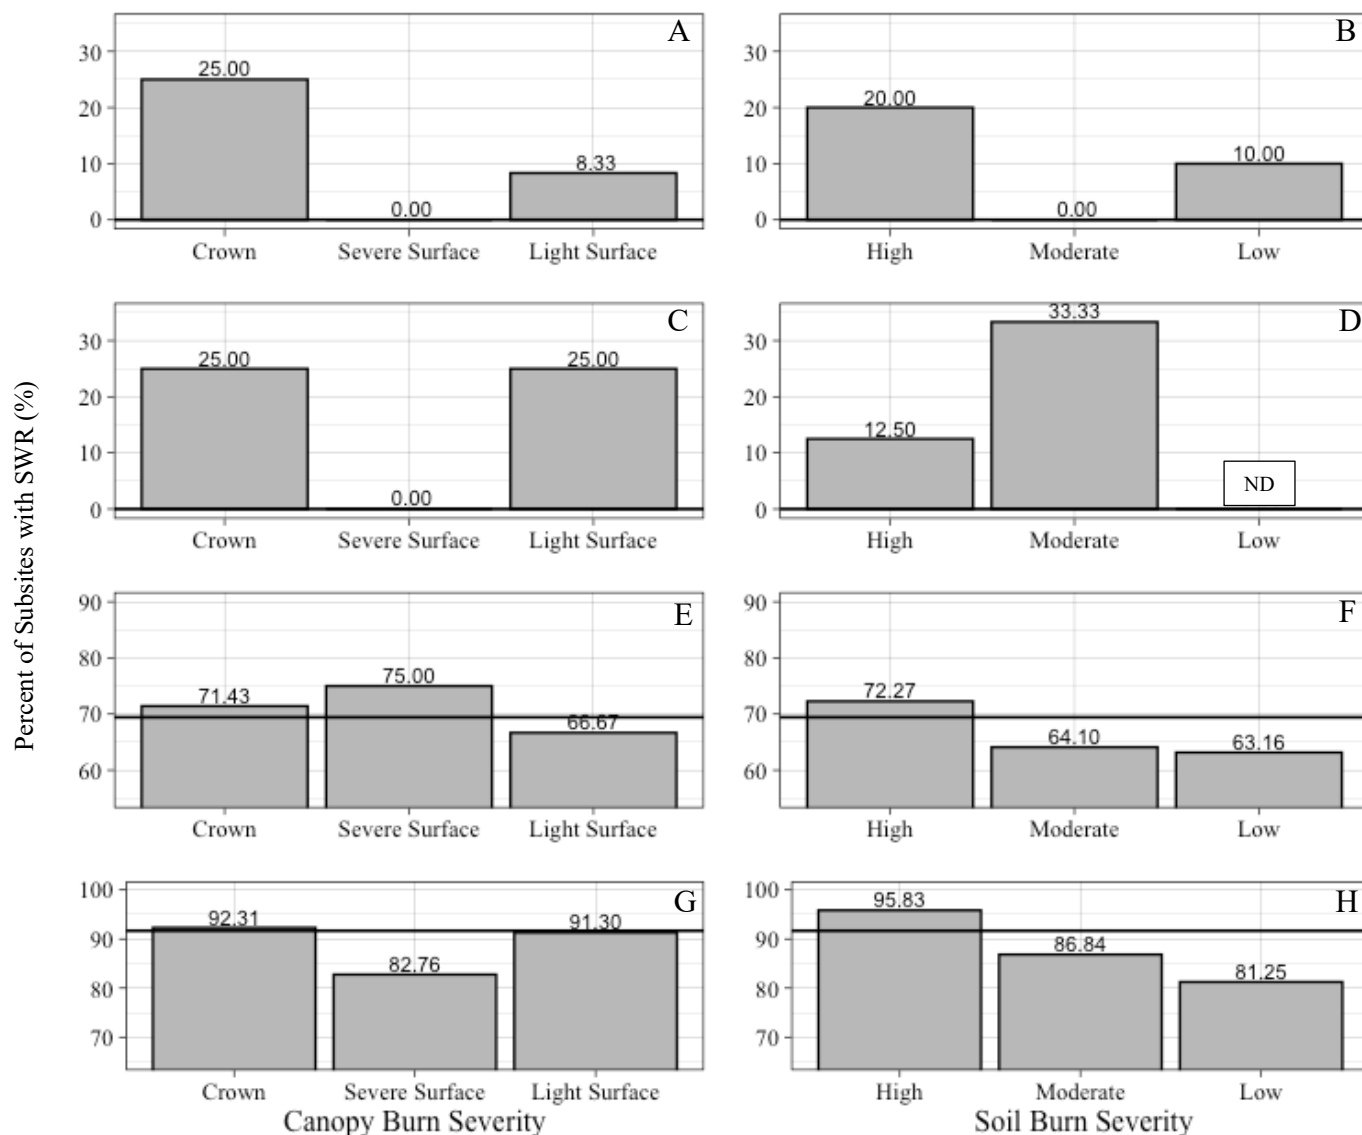 Percent of Subsites with SWR (%)
A
30
20
10
0
25.00
0.00
8.33
Crown Severe Surface Light Surface
B
30
20
10
0
20.00
0.00
10.00
High Moderate Low
C
30
20
10
0
25.00
0.00
25.00
Crown Severe Surface Light Surface
D
30
20
10
0
12.50
33.33
ND
High Moderate Low
E
90
80
70
60
71.43
75.00
66.67
Crown Severe Surface Light Surface
F
90
80
70
60
72.27
64.10
63.16
High Moderate Low
G
100
90
80
70
92.31
82.76
91.30
Crown Severe Surface Light Surface
Canopy Burn Severity
H
100
90
80
70
95.83
86.84
81.25
High Moderate Low
Soil Burn Severity